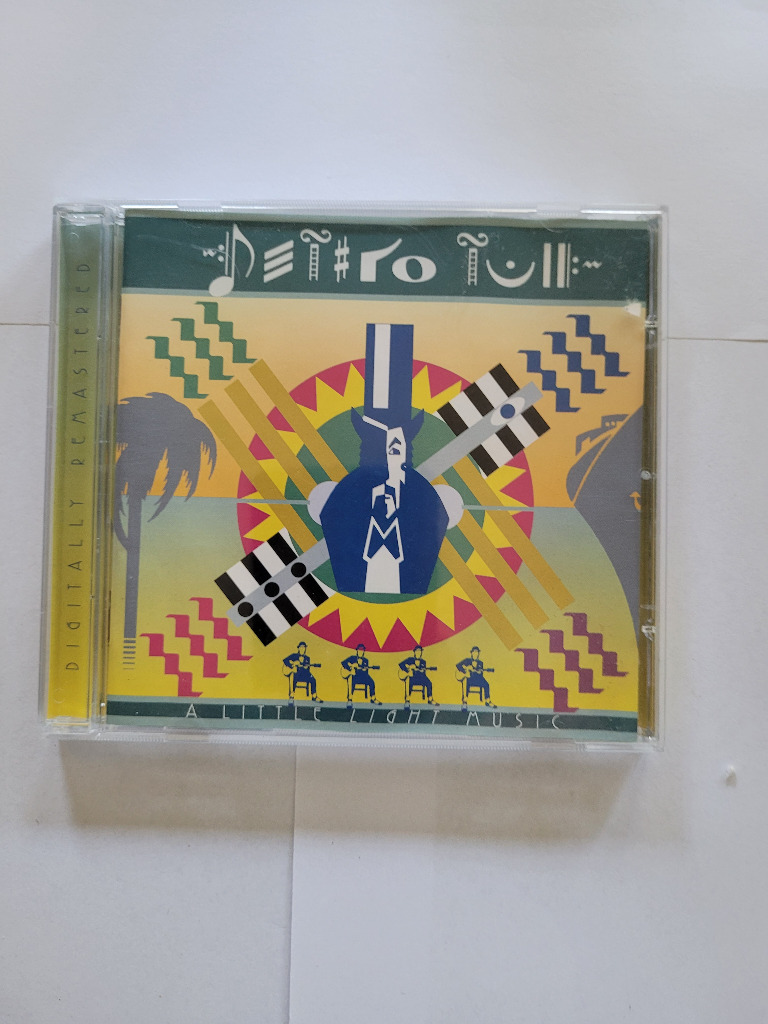 DIGITALLY REMASTERED
JETHRO TULL
A LITTLE LIGHT MUSIC